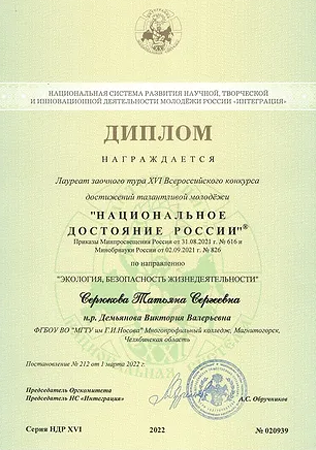 НАЦИОНАЛЬНАЯ СИСТЕМА РАЗВИТИЯ НАУЧНОЙ, ТВОРЧЕСКОЙ
И ИННОВАЦИОННОЙ ДЕЯТЕЛЬНОСТИ МОЛОДЁЖИ РОССИИ «ИНТЕГРАЦИЯ»
ДИПЛОМ
НАГРАЖДАЕТСЯ
Лауреат заочного тура XVI Всероссийского конкурса
достижений талантливой молодёжи
"НАЦИОНАЛЬНОЕ
ДОСТОЯНИЕ РОССИИ"®
Приказы Минпросвещения России от 31.08.2021 г. № 616 и
Минобрнауки России от 02.09.2021 г. № 826
по направлению
"ЭКОЛОГИЯ, БЕЗОПАСНОСТЬ ЖИЗНЕДЕЯТЕЛЬНОСТИ"
Серюкова Татьяна Сергеевна
н.р. Демьянова Виктория Валерьевна
ФГБОУ ВО "МГТУ им Г.И.Носова" Многопрофильный колледж, Магнитогорск,
Челябинская область
Постановление № 212 от 1 марта 2022 г.
Председатель Оргкомитета
Председатель НС «Интеграция»
А.С. Обручников
Серия НДР XVI
2022
№ 020939